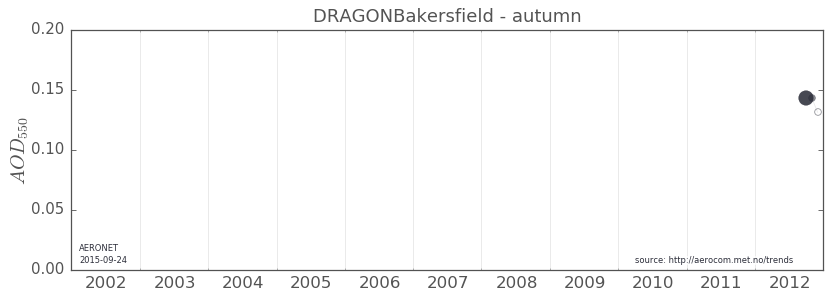 DRAGONBakersfield - autumn
0.20
0.15
0.10
0.05
0.00
AOD550
AERONET
2015-09-24
source: http://aerocom.met.no/trends
2002 2003 2004 2005 2006 2007 2008 2009 2010 2011 2012